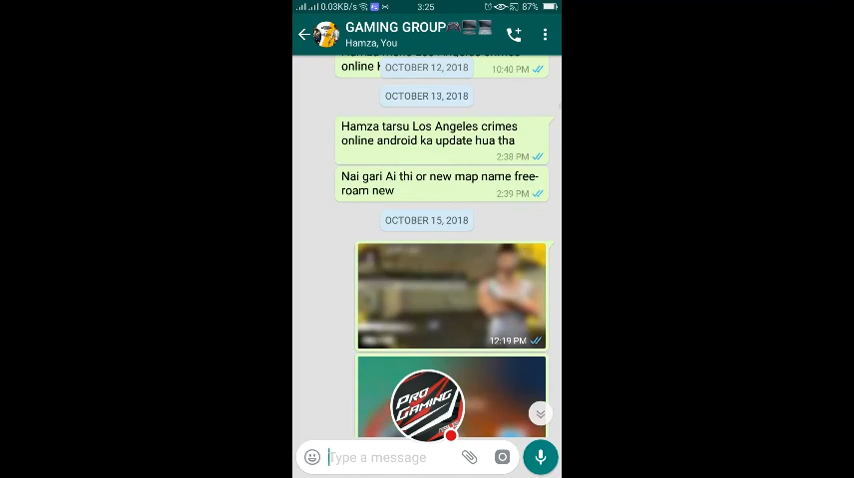 0.03KB/s 3:25 87%
GAMING GROUP
Hamza, You
online
OCTOBER 12, 2018
10:40 PM
OCTOBER 13, 2018
Hamza tarsu Los Angeles crimes
online android ka update hua tha
2:38 PM
Nai gari Ai thi or new map name free-
roam new
2:39 PM
OCTOBER 15, 2018
12:19 PM
PRO
GAMING
Type a message